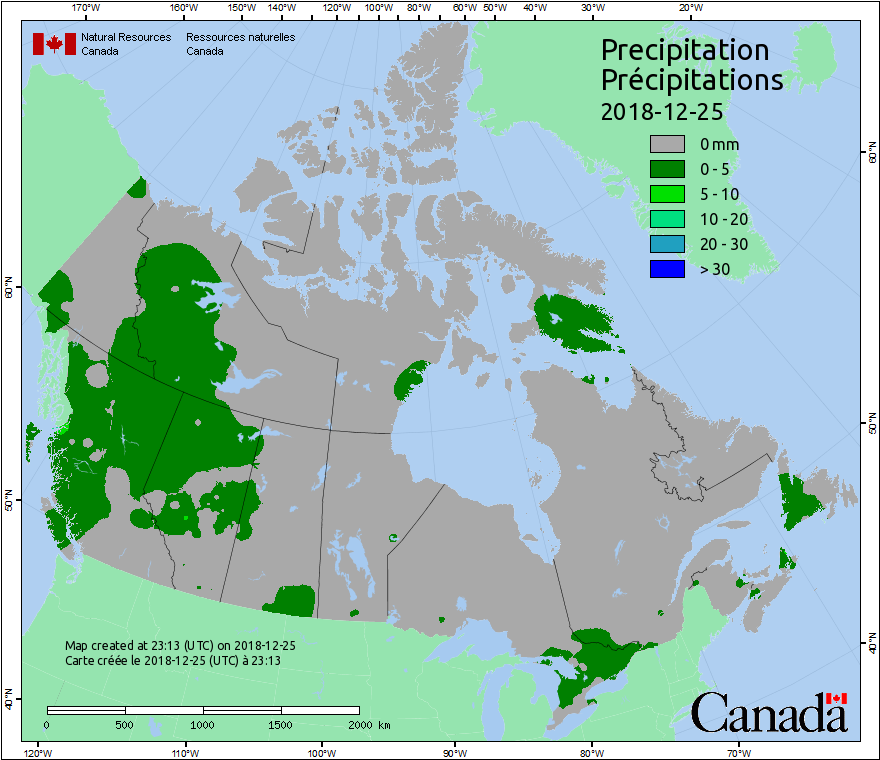 170°W 160°W 150°W 140°W 120°W 100°W 80°W 60°W 50°W 40°W 30°W 20°W
Natural Resources Ressources naturelles
Canada Canada
Precipitation
Précipitations
2018-12-25
0 mm
0 - 5
5 - 10
10 - 20
20 - 30
> 30
60°N
60°N
50°N
50°N
40°N
40°N
Map created at 23:13 (UTC) on 2018-12-25
Carte créée le 2018-12-25 (UTC) à 23:13
0 500 1000 1500 2000 km
Canada
120°W 110°W 100°W 90°W 80°W 70°W